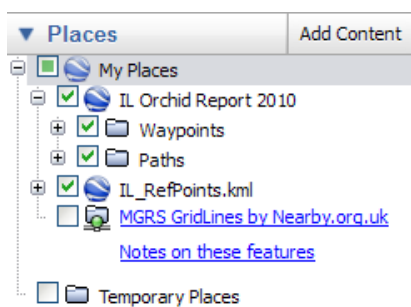 Places Add Content
My Places
IL Orchid Report 2010
Waypoints
Paths
IL_RefPoints.kml
MGRS GridLines by Nearby.org.uk
Notes on these features
Temporary Places